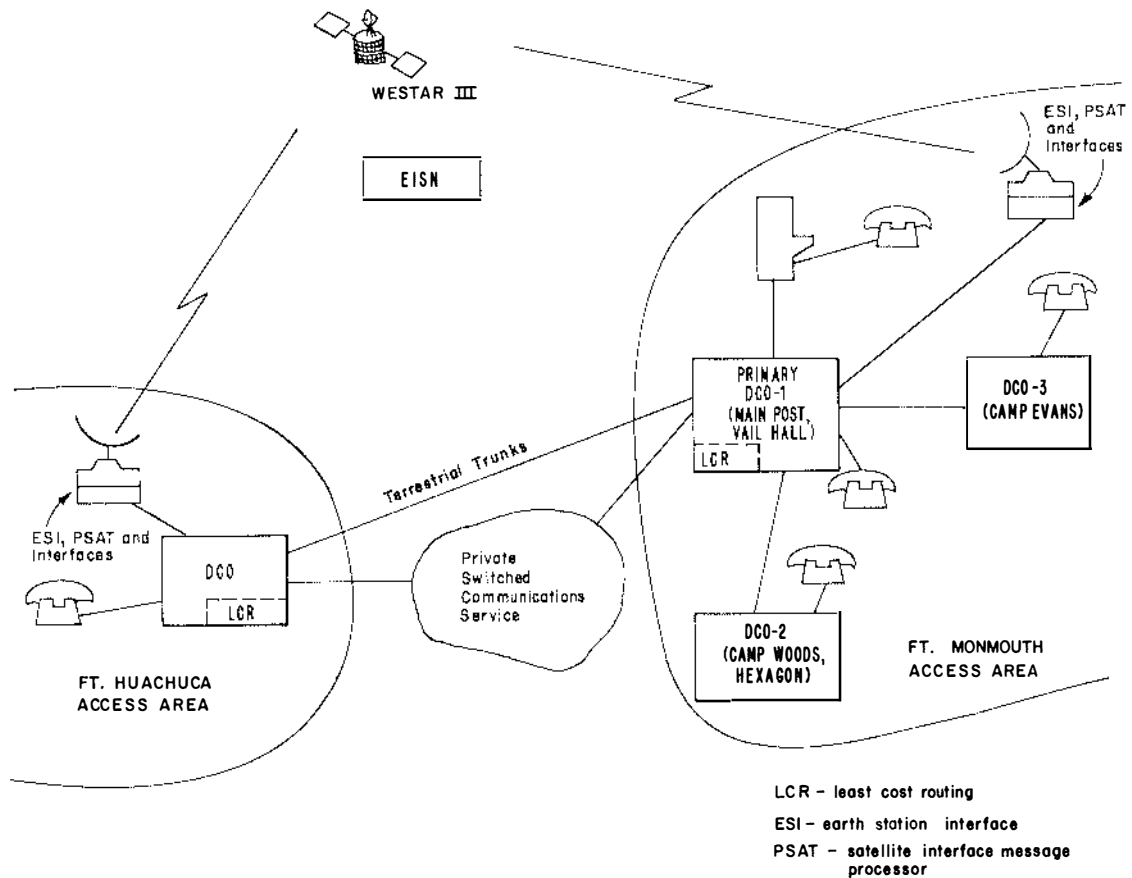 WESTAR III
EISN
ESI, PSAT
and
Interfaces
PRIMARY
DCO-1
(MAIN POST,
VAIL HALL)
LCR
DCO-3
(CAMP EVANS)
Terrestrial Trunks
ESI, PSAT and
Interfaces
DCO
LCR
Private
Switched
Communications
Service
DCO-2
(CAMP WOODS,
HEXAGON)
FT. MONMOUTH
ACCESS AREA
FT. HUACHUCA
ACCESS AREA
LCR - least cost routing
ESI - earth station interface
PSAT - satellite interface message
processor